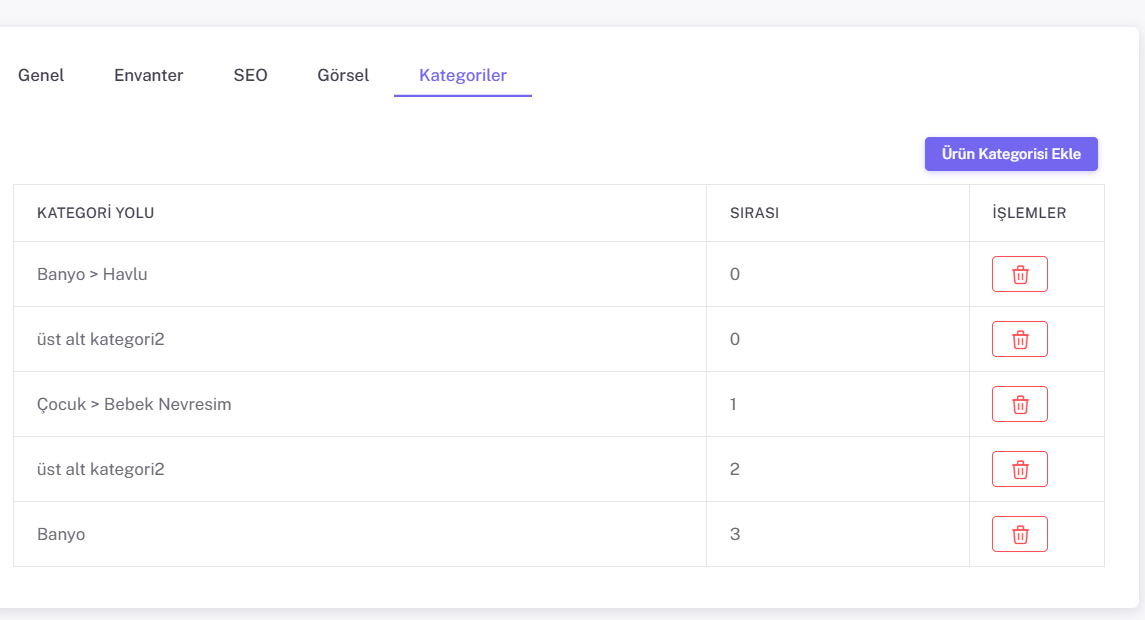 Genel Envanter SEO Görsel Kategoriler
Ürün Kategorisi Ekle
KATEGORİ YOLU SIRASI İŞLEMLER
Banyo > Havlu 0
üst alt kategori2 0
Çocuk > Bebek Nevresim 1
üst alt kategori2 2
Banyo 3